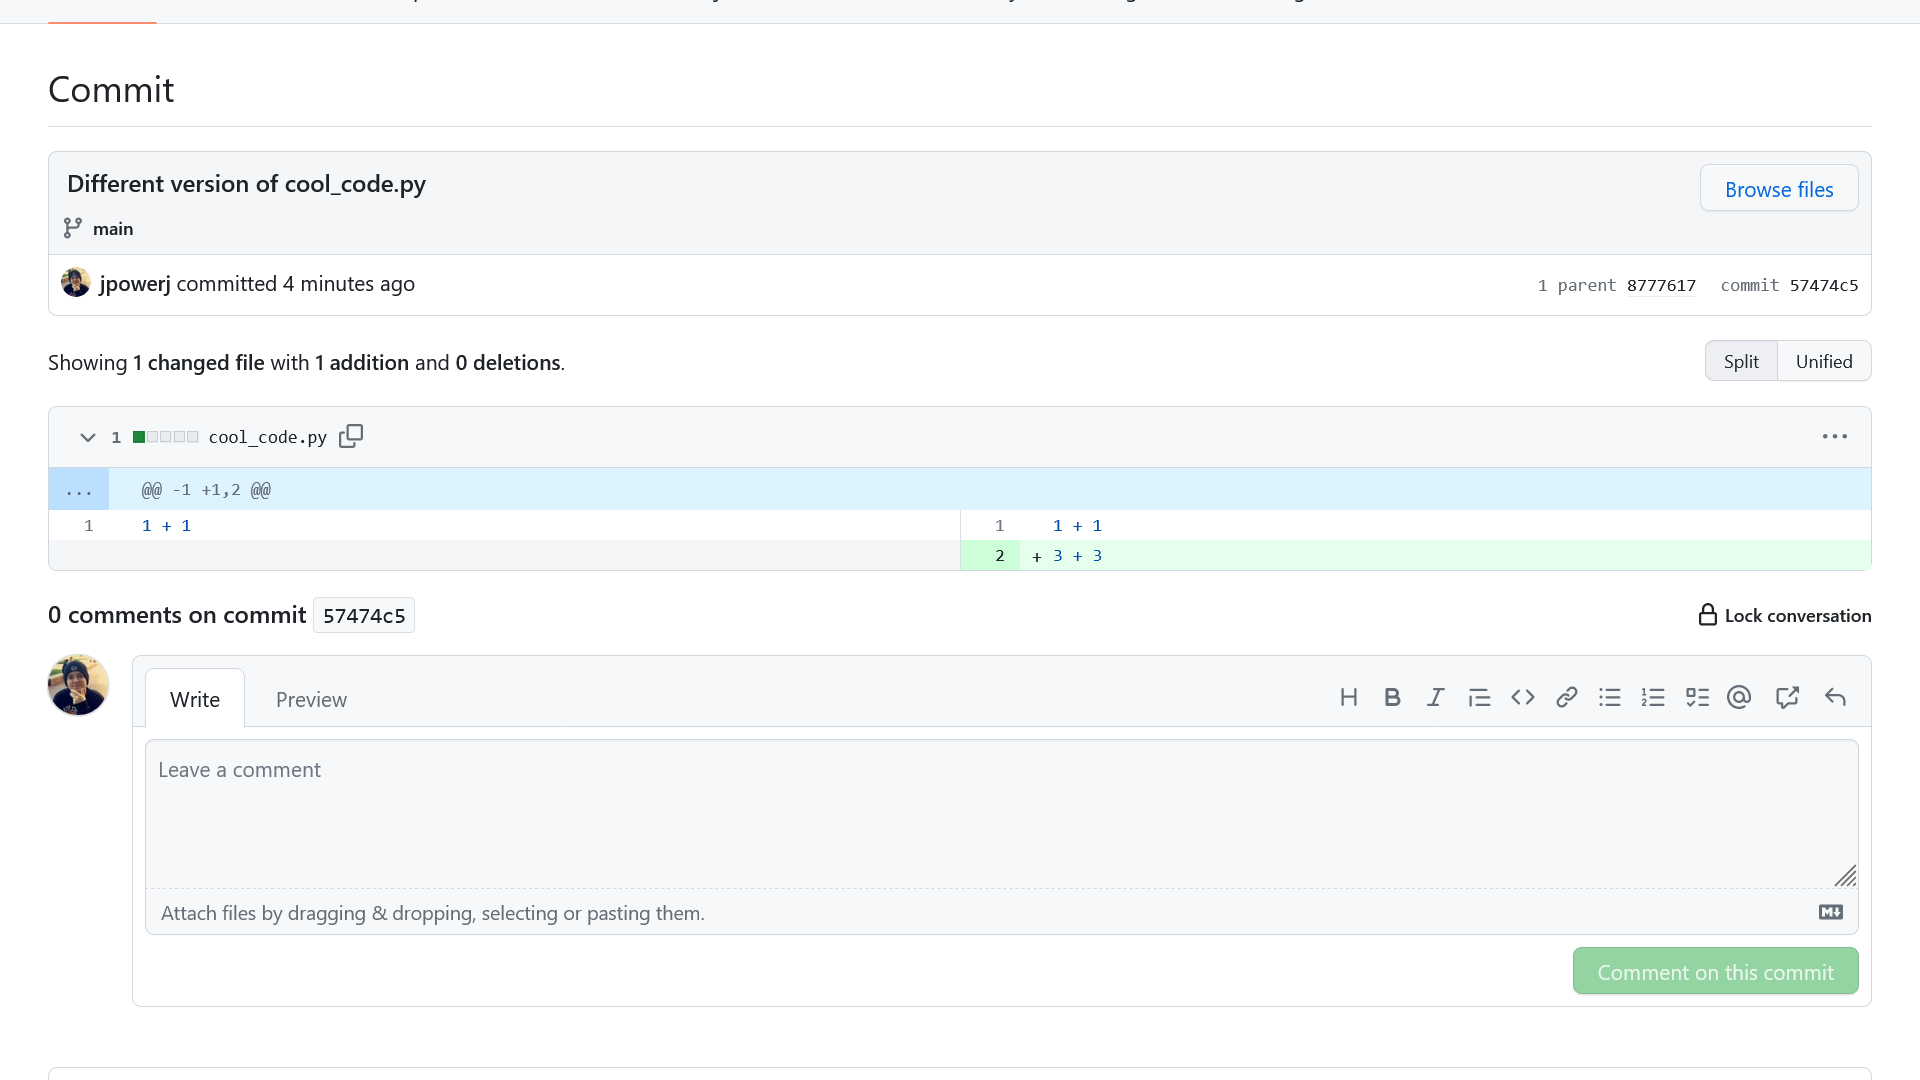 Commit
Different version of cool_code.py
Browse files
main
jpowerj committed 4 minutes ago
1 parent 8777617 commit 57474c5
Showing 1 changed file with 1 addition and 0 deletions.
Split Unified
1 cool_code.py
... @@ -1 +1,2 @@
1 1 + 1 1 1 + 1
2 + 3 + 3
0 comments on commit 57474c5
Lock conversation
Write Preview
Leave a comment
Attach files by dragging & dropping, selecting or pasting them.
Comment on this commit